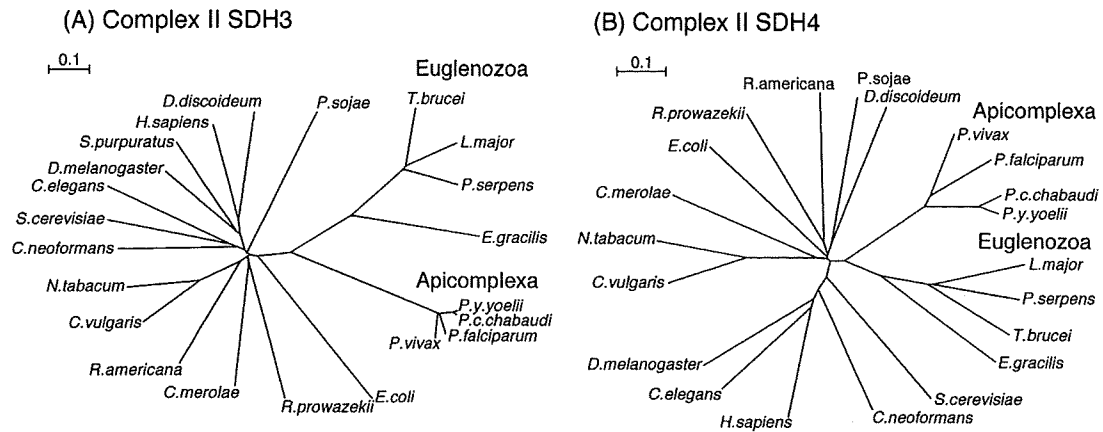 (A) Complex II SDH3
0.1
Euglenozoa
D.discoideum
P.sojae
T.brucei
H.sapiens
S.purpuratus
L.major
D.melanogaster
C.elegans
P.serpens
S.cerevisiae
C.neoformans
E.gracilis
N.tabacum
Apicomplexa
P.y.yoelii
P.c.chabaudi
C.vulgaris
P.falciparum
P.vivax
R.americana
C.merolae
R.prowazekii
E.coli
(B) Complex II SDH4
0.1
R.americana
P.sojae
D.discoideum
R.prowazekii
Apicomplexa
P.vivax
E.coli
P.falciparum
C.merolae
P.c.chabaudi
P.y.yoelii
N.tabacum
Euglenozoa
L.major
C.vulgaris
P.serpens
T.brucei
D.melanogaster
E.gracilis
C.elegans
S.cerevisiae
H.sapiens
C.neoformans